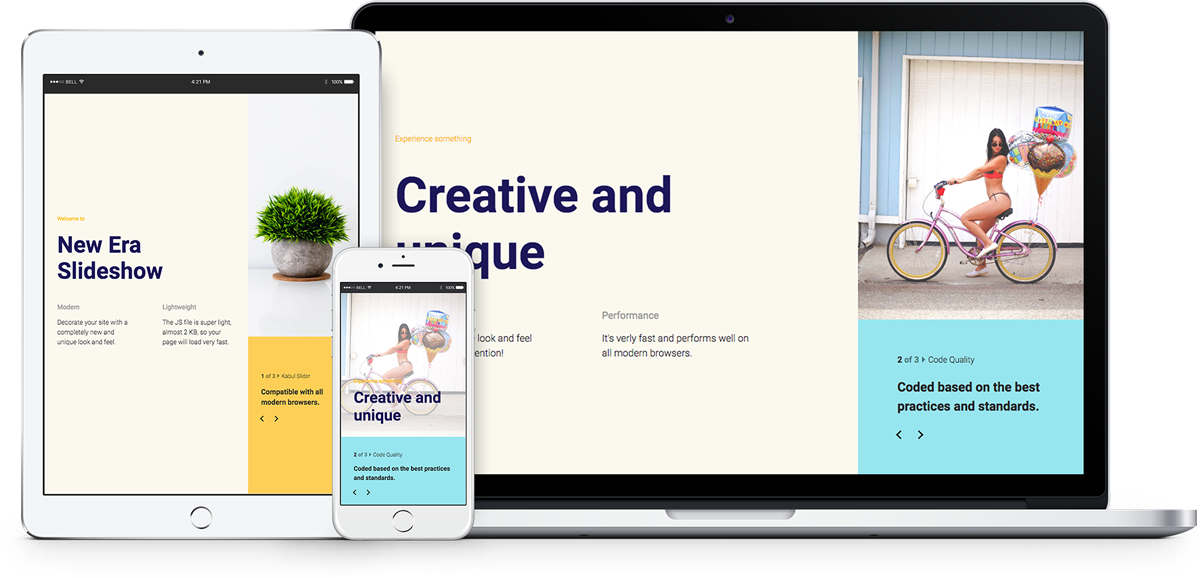 BELL
4:21 PM
100%
Welcome to
New Era
Slideshow
Modern
Decorate your site with a
completely new and
unique look and feel.
Lightweight
The JS file is super light,
almost 2 KB, so your
page will load very fast.
1 of 3 Kabul Slider
Compatible with all
modern browsers.
BELL
4:21 PM
100%
Creative and
unique
2 of 3 Code Quality
Coded based on the best practices
and standards.
Experience something
Creative and
unique
look and feel
ention!
Performance
It's verly fast and performs well on
all modern browsers.
2 of 3 Code Quality
Coded based on the best
practices and standards.